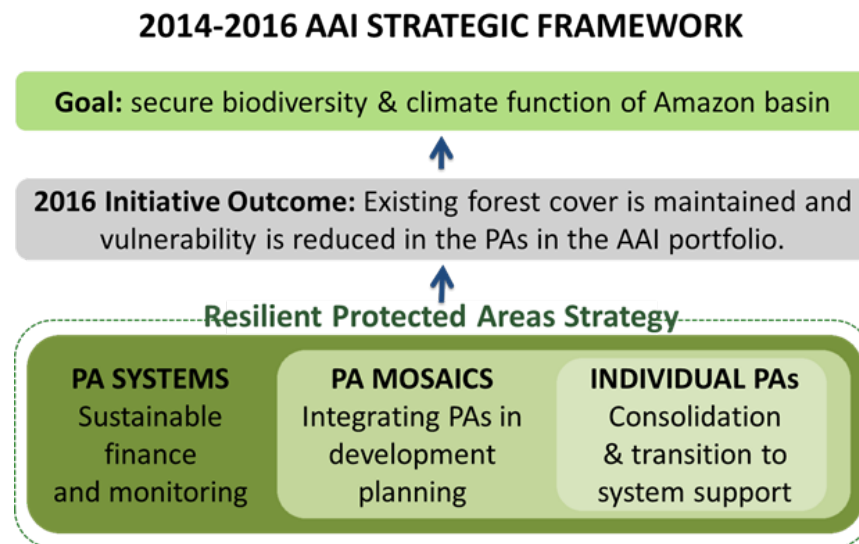 2014-2016 AAI STRATEGIC FRAMEWORK
Goal: secure biodiversity & climate function of Amazon basin
2016 Initiative Outcome: Existing forest cover is maintained and
vulnerability is reduced in the PAs in the AAI portfolio.
Resilient Protected Areas Strategy
PA SYSTEMS
Sustainable
finance
and monitoring
PA MOSAICS
Integrating PAs in
development
planning
INDIVIDUAL PAs
Consolidation
& transition to
system support